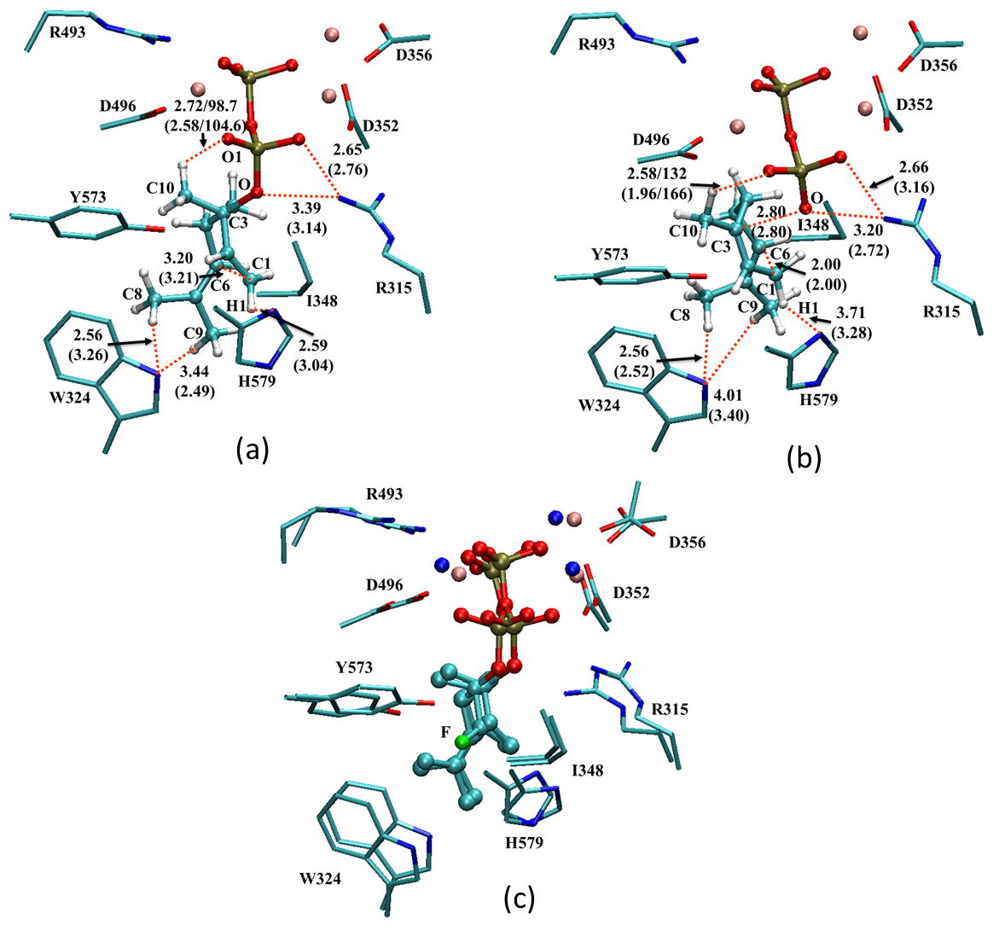 R493
D356
D496
2.72/98.7
(2.58/104.6)
D352
O1
2.65
(2.76)
C10
O
Y573
C3
3.39
(3.14)
3.20
(3.21)
C1
C6
R315
I348
C8
H1
C9
2.56
(3.26)
2.59
(3.04)
3.44
(2.49)
H579
W324
(a)
R493
D356
D352
D496
2.58/132
(1.96/166)
2.66
(3.16)
O
2.80
(2.80)
I348
C10
3.20
(2.72)
C3
C6
Y573
2.00
(2.00)
C1
C9
H1
R315
C8
3.71
(3.28)
2.56
(2.52)
W324
4.01
(3.40)
H579
(b)
R493
D356
D496
D352
Y573
R315
F
I348
H579
W324
(c)